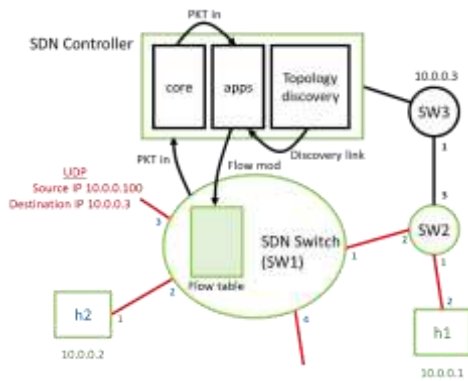 PKT in
SDN Controller
core
apps
Topology
discovery
10.0.0.3
SW3
1
PKT in
Flow mod
Discovery link
UDP
Source IP 10.0.0.100
Destination IP 10.0.0.3
3
SDN Switch
(SW1)
Flow table
1
2
3
SW2
1
2
h2
1
2
4
h1
10.0.0.2
10.0.0.1